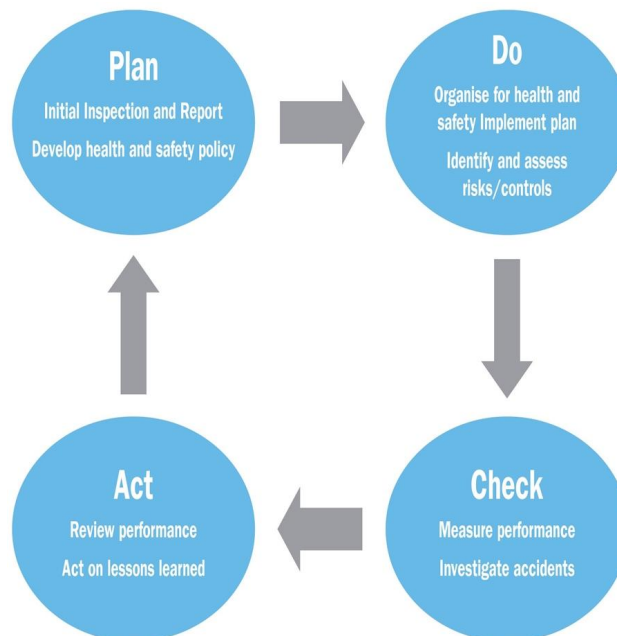 Plan
Initial Inspection and Report
Develop health and safety policy
Do
Organise for health and
safety Implement plan
Identify and assess
risks/controls
Act
Review performance
Act on lessons learned
Check
Measure performance
Investigate accidents